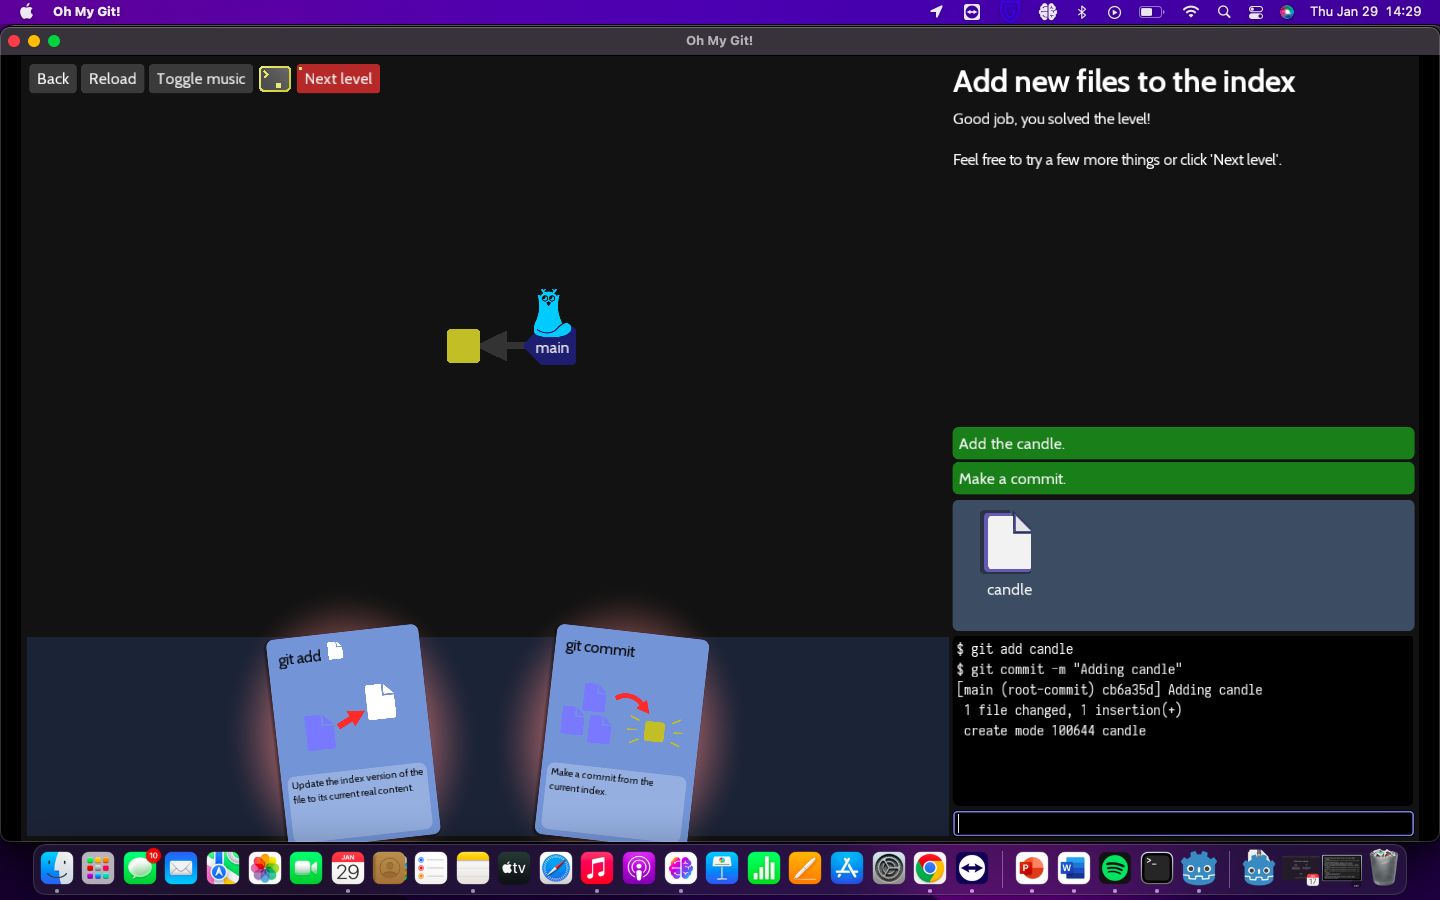 Oh My Git!
Thu Jan 29 14:29
Oh My Git!
Back
Reload
Toggle music
Next level
Add new files to the index
Good job, you solved the level!
Feel free to try a few more things or click 'Next level'.
main
Add the candle.
Make a commit.
candle
git add
Update the index version of the
file to its current real content.
git commit
Make a commit from the
current index.
$ git add candle
$ git commit -m "Adding candle"
[main (root-commit) cb6a35d] Adding candle
1 file changed, 1 insertion(+)
create mode 100644 candle
10
JAN
29
tv
P
W
17